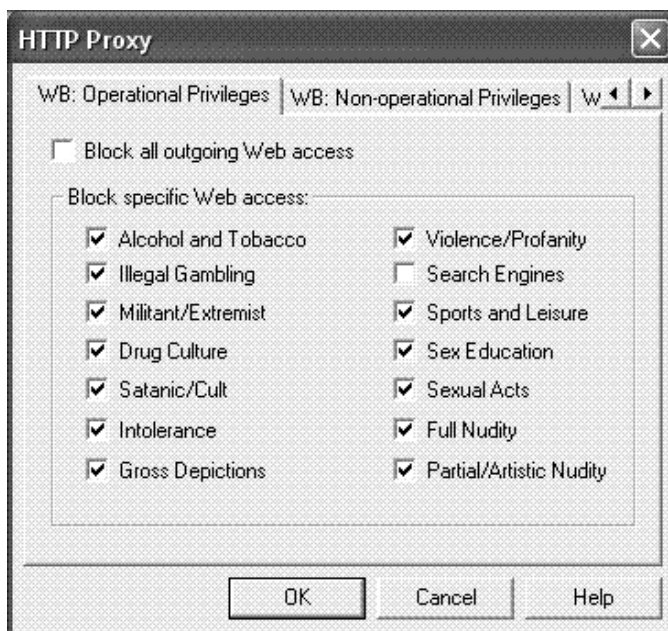 HTTP Proxy
WB: Operational Privileges WB: Non-operational Privileges W
Block all outgoing Web access
Block specific Web access:
Alcohol and Tobacco Violence/Profanity
Illegal Gambling Search Engines
Militant/Extremist Sports and Leisure
Drug Culture Sex Education
Satanic/Cult Sexual Acts
Intolerance Full Nudity
Gross Depictions Partial/Artistic Nudity
OK Cancel Help